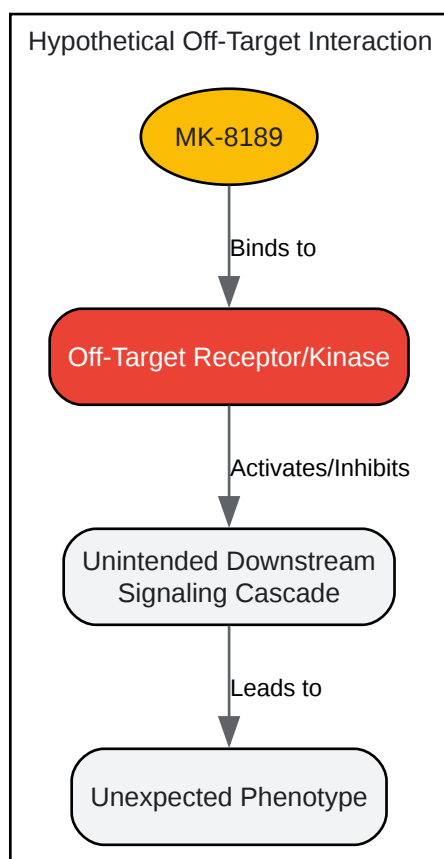 Hypothetical Off-Target Interaction
MK-8189
Binds to
Off-Target Receptor/Kinase
Activates/Inhibits
Unintended Downstream
Signaling Cascade
Leads to
Unexpected Phenotype